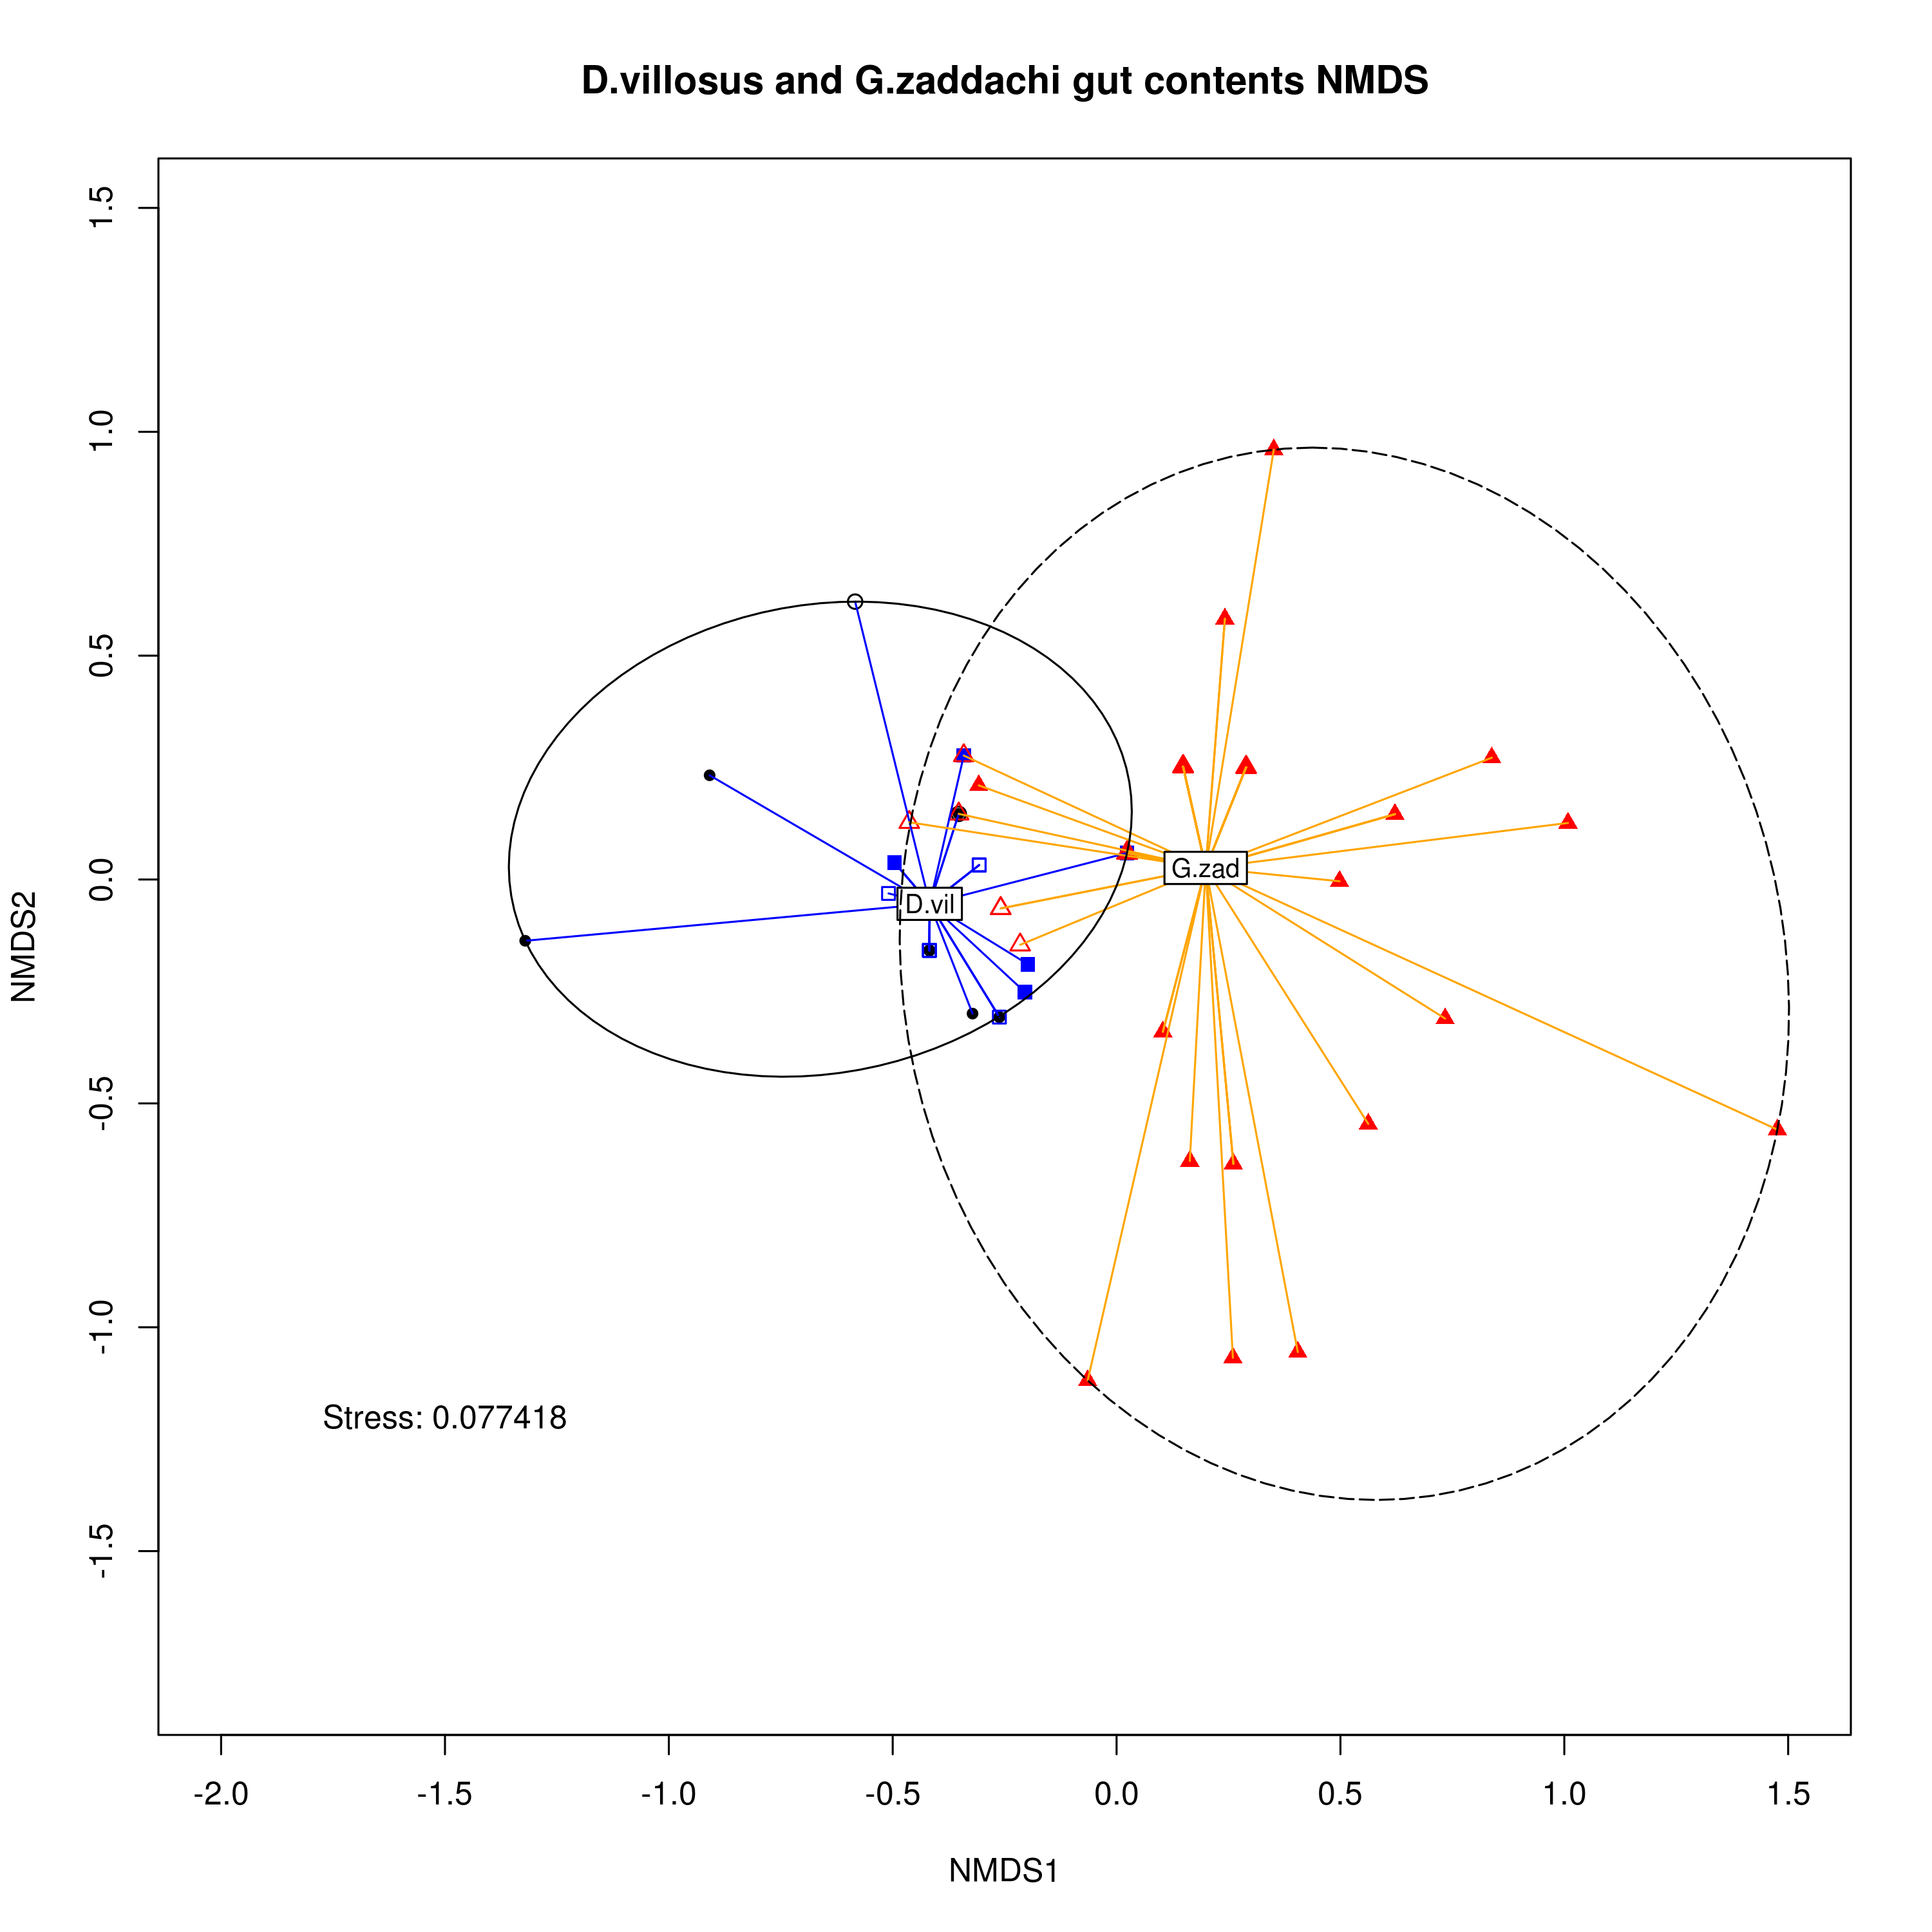 D.villosus and G.zaddachi gut contents NMDS
1.5
1.0
0.5
0.0
-0.5
-1.0
-1.5
NMDS2
D.vil
G.zad
Stress: 0.077418
-2.0 -1.5 -1.0 -0.5 0.0 0.5 1.0 1.5
NMDS1